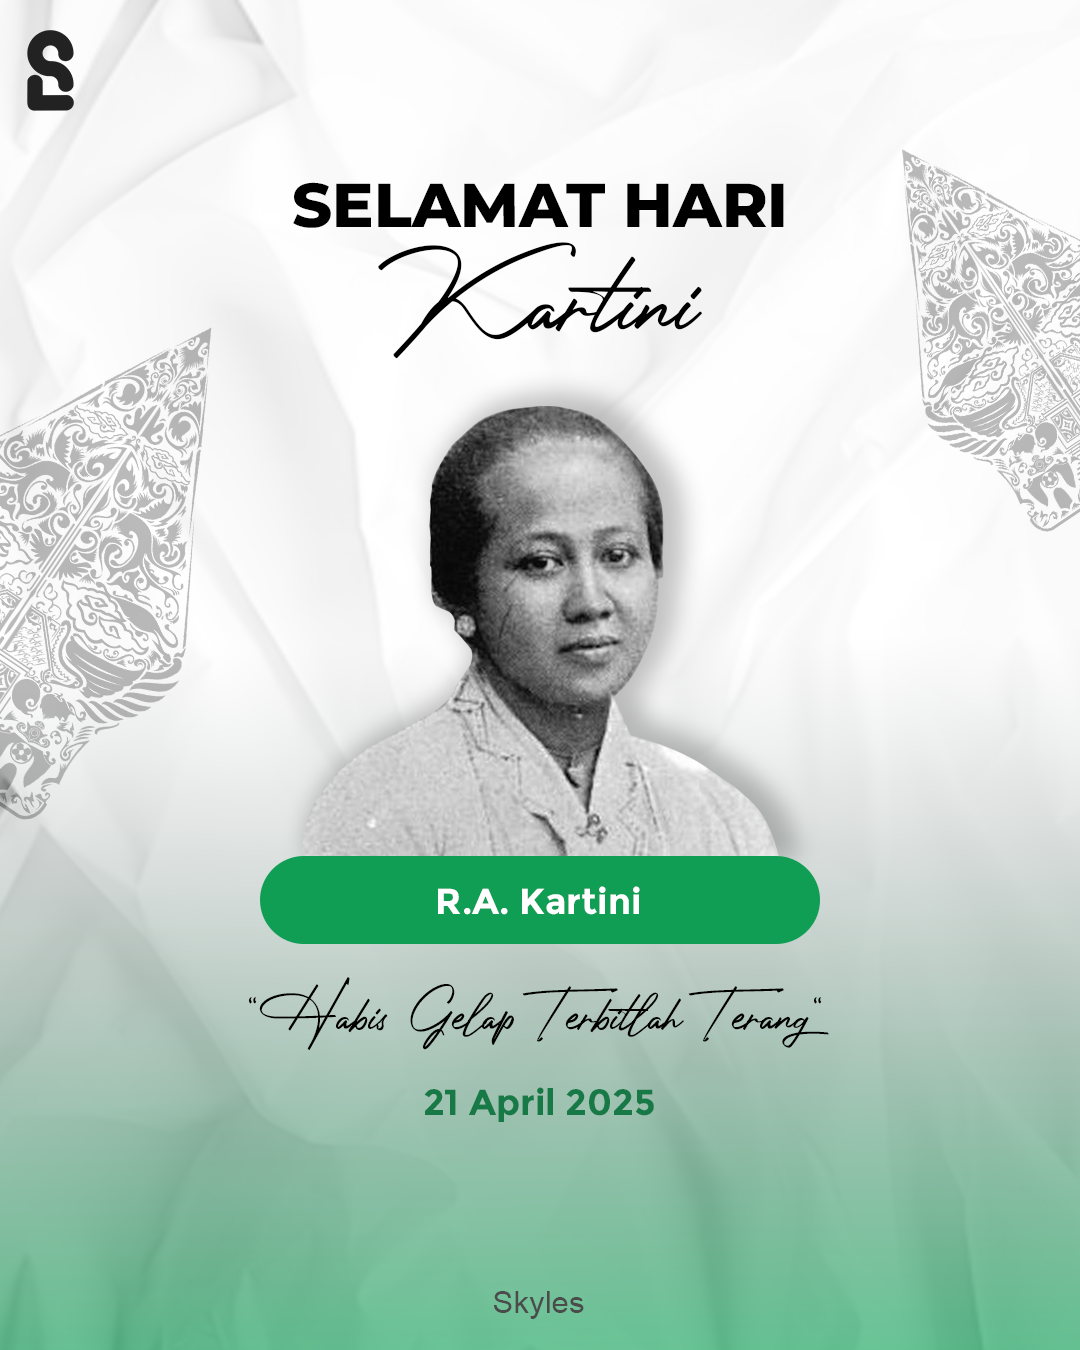 SELAMAT HARI
Kartini
R.A. Kartini
“Habis Gelap Terbitlah Terang“
21 April 2025
Skyles